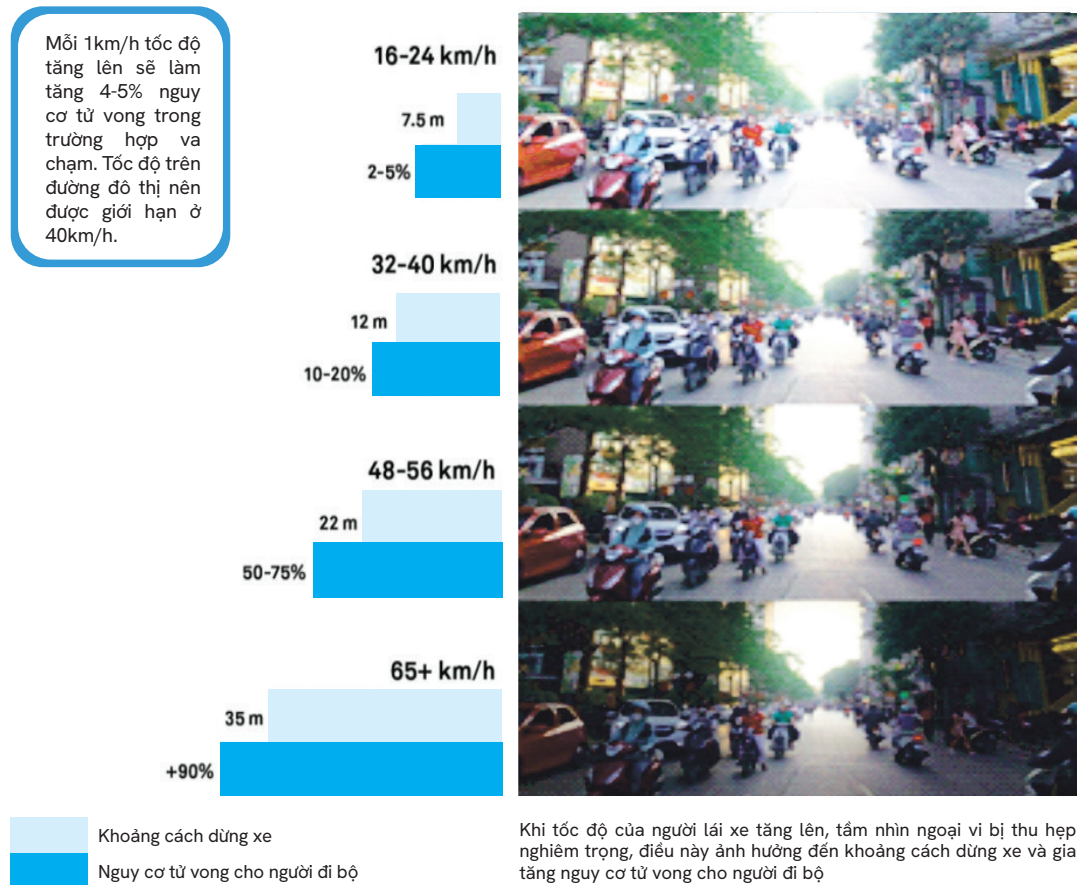 Mỗi 1km/h tốc độ
tăng lên sẽ làm
tăng 4-5% nguy
cơ tử vong trong
trường hợp va
chạm. Tốc độ trên
đường đô thị nên
được giới hạn ở
40km/h.
16-24 km/h
7.5 m
2-5%
32-40 km/h
12 m
10-20%
48-56 km/h
22 m
50-75%
65+ km/h
35 m
+90%
Khoảng cách dừng xe
Nguy cơ tử vong cho người đi bộ
Khi tốc độ của người lái xe tăng lên, tầm nhìn ngoại vi bị thu hẹp
nghiêm trọng, điều này ảnh hưởng đến khoảng cách dừng xe và gia
tăng nguy cơ tử vong cho người đi bộ